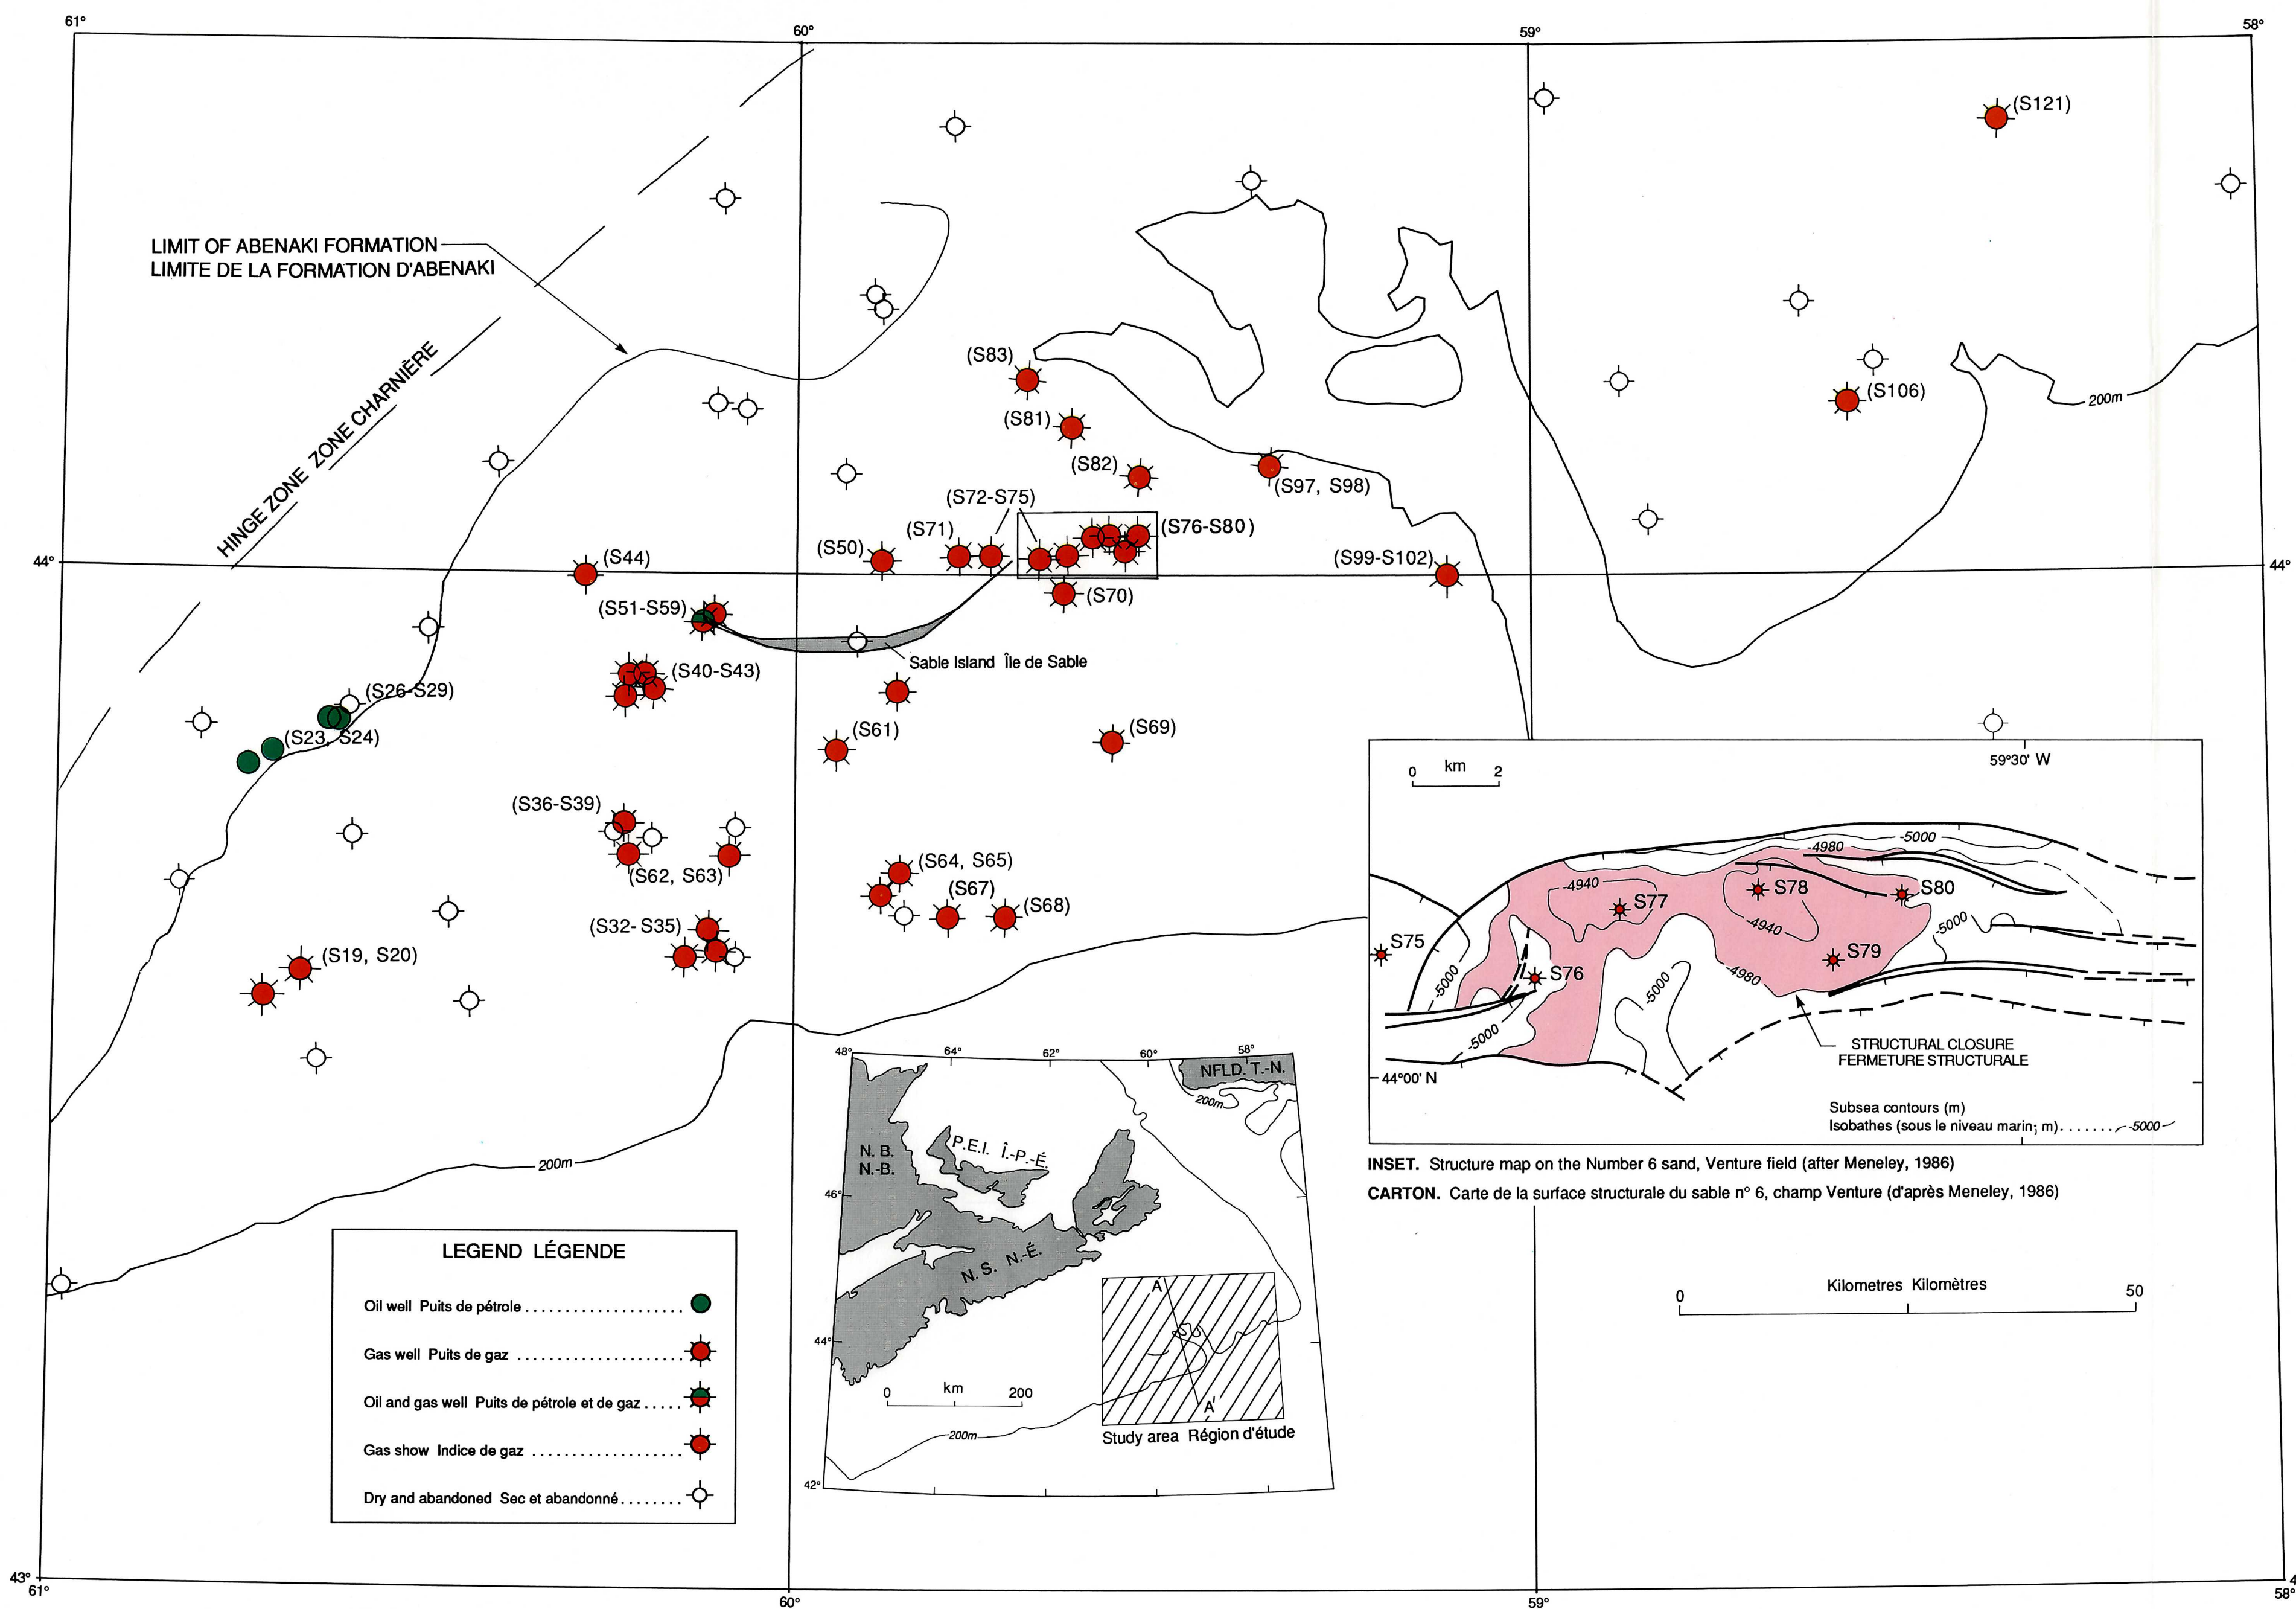 61°
60°
59°
58°
(S121)
LIMIT OF ABENAKI FORMATION
LIMITE DE LA FORMATION D'ABENAKI
HINGE ZONE ZONE CHARNIÈRE
(S83)
(S81)
(S82)
(S106)
200m
(S97, S98)
(S72-S75)
(S71)
(S76-S80)
(S50)
(S44)
(S99-S102)
44°
44°
(S70)
(S51-S59)
Sable Island Île de Sable
(S40-S43)
(S26-S29)
(S23, S24)
(S61)
(S69)
(S36-S39)
(S62, S63)
(S64, S65)
(S67)
(S68)
(S32-S35)
(S19, S20)
200m
0 km 2
59°30' W
-5000
-4980
-4940
S77
S78
S80
-4940
-5000
S75
S76
S79
-5000
-4980
-5000
-5000
STRUCTURAL CLOSURE
FERMETURE STRUCTURALE
44°00' N
Subsea contours (m)
Isobathes (sous le niveau marin; m)....... -5000
INSET. Structure map on the Number 6 sand, Venture field (after Meneley, 1986)
CARTON. Carte de la surface structurale du sable n° 6, champ Venture (d'après Meneley, 1986)
Kilometres Kilomètres
0 50
48°
64°
62°
60°
58°
NFLD. T.-N.
200m
N. B.
N.-B.
P.E.I. Î.-P.-É.
46°
N. S. N.-É.
44°
A
A'
0 km 200
200m
Study area Région d'étude
42°
LEGEND LÉGENDE
Oil well Puits de pétrole
Gas well Puits de gaz
Oil and gas well Puits de pétrole et de gaz
Gas show Indice de gaz
Dry and abandoned Sec et abandonné
43°
61°
60°
59°
58°